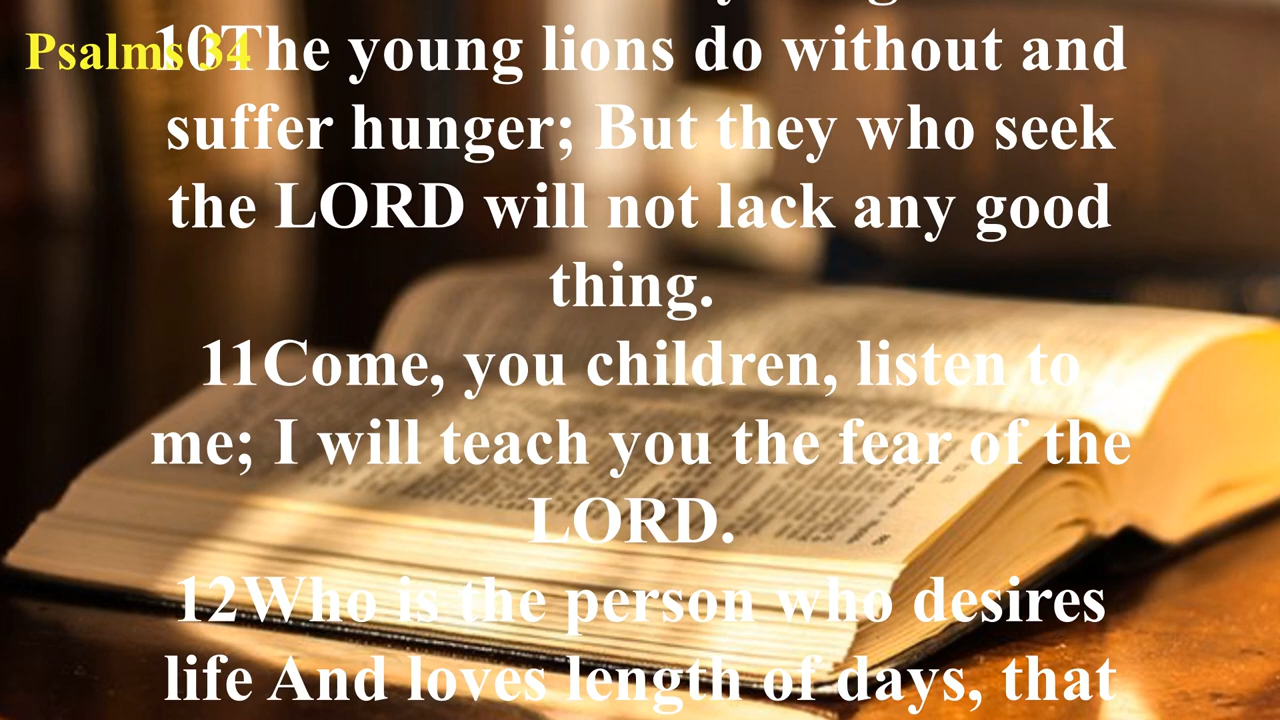 Psalms 34
10The young lions do without and
suffer hunger; But they who seek
the LORD will not lack any good
thing.
11Come, you children, listen to
me; I will teach you the fear of the
LORD.
12Who is the person who desires
life And loves length of days, that